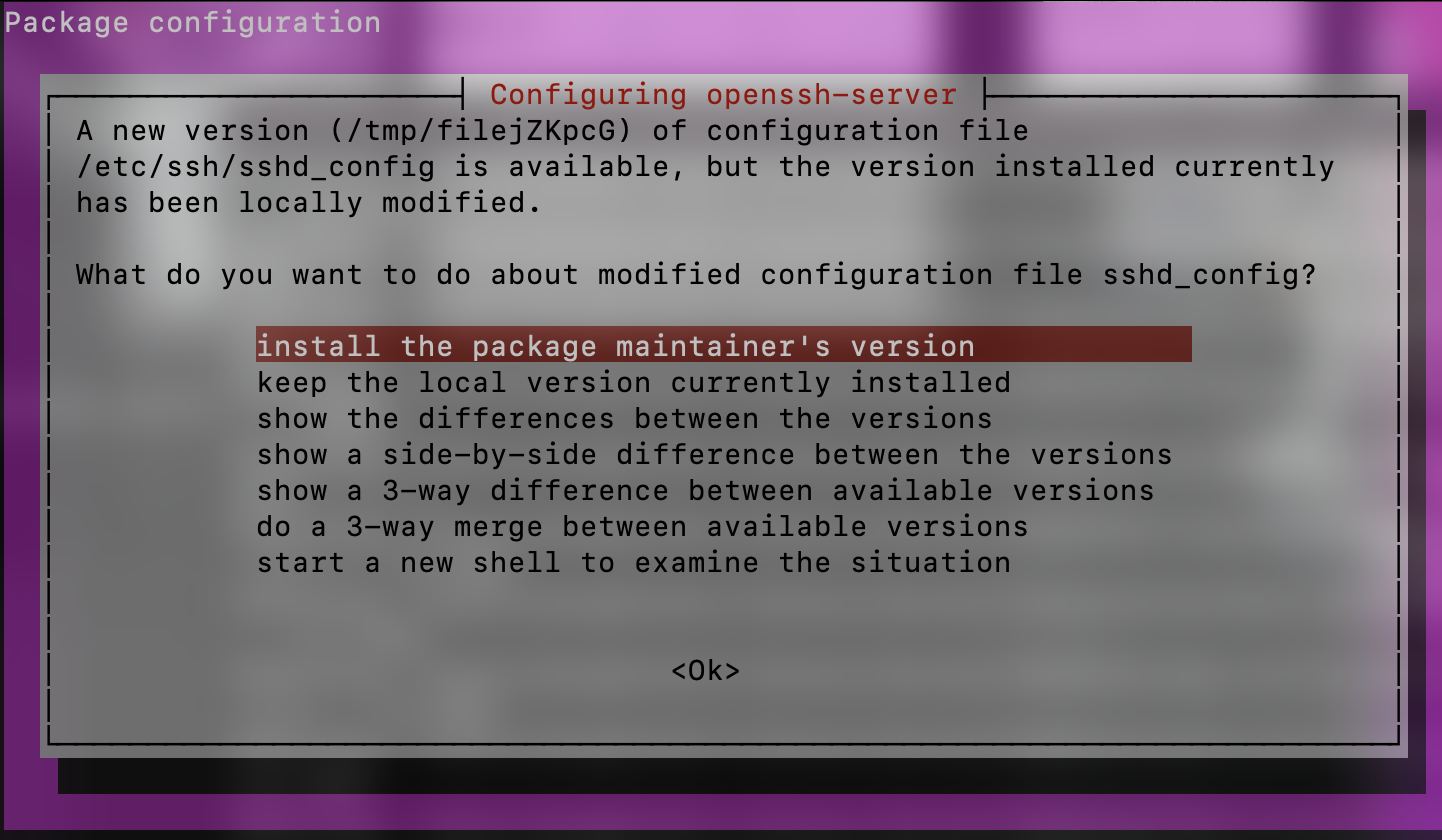 Package configuration
Configuring openssh-server
A new version (/tmp/filejZKpcG) of configuration file
/etc/ssh/sshd_config is available, but the version installed currently
has been locally modified.
What do you want to do about modified configuration file sshd_config?
install the package maintainer's version
keep the local version currently installed
show the differences between the versions
show a side-by-side difference between the versions
show a 3-way difference between available versions
do a 3-way merge between available versions
start a new shell to examine the situation
<Ok>